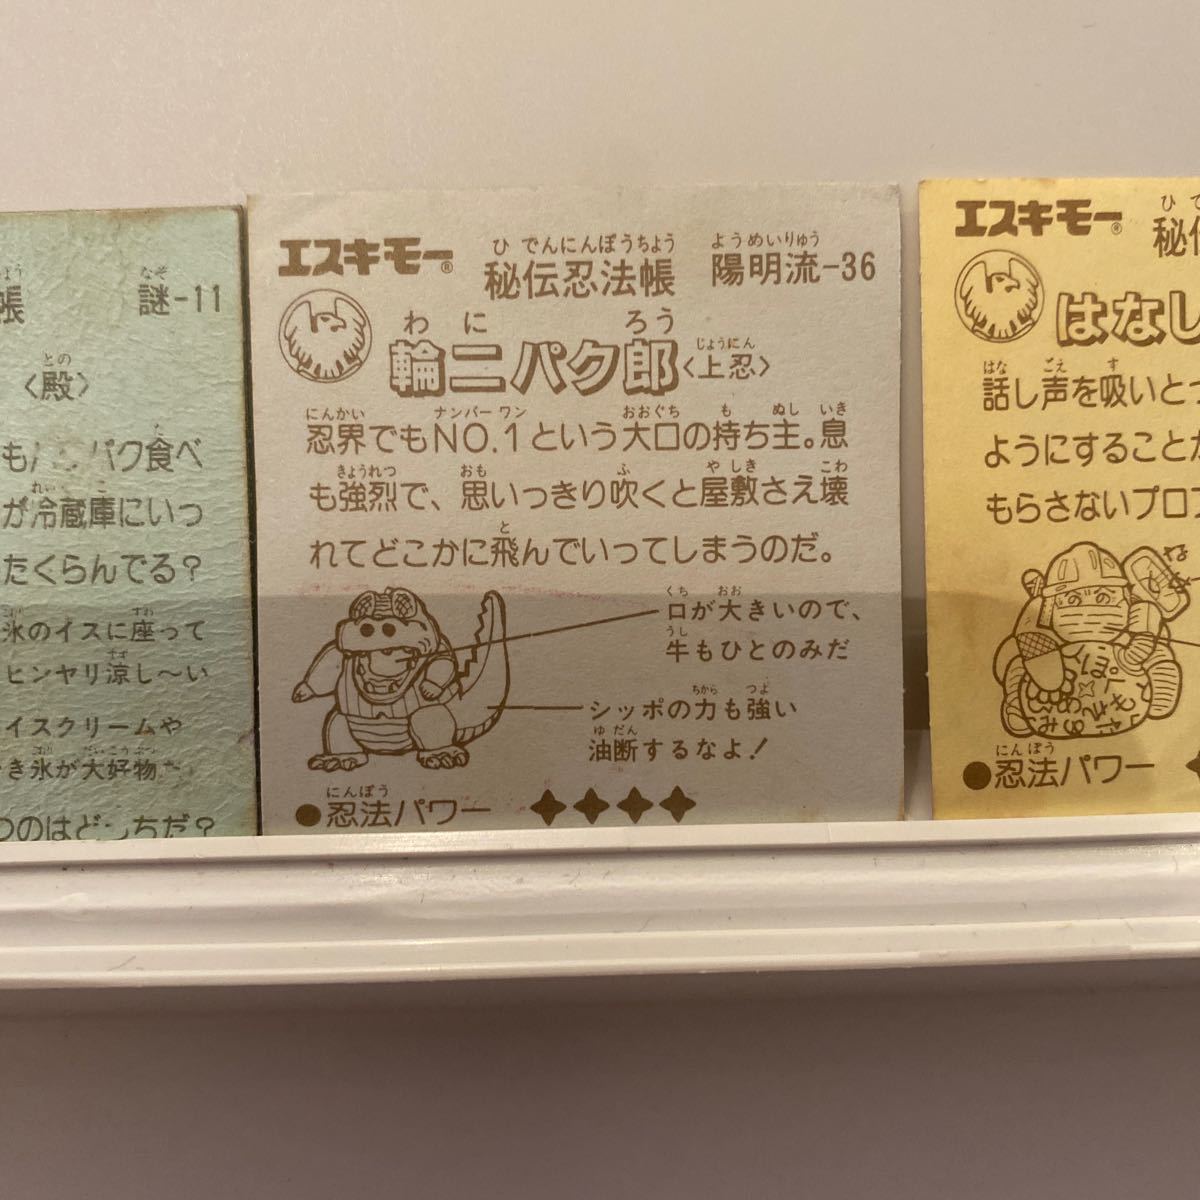 帳 謎-11
なぞ
との
〈殿〉
パク食べ
が冷蔵庫にいっ
たくらんでる?
氷のイスに座って
ヒンヤリ涼し〜い
イスクリームや
き氷が大好物
エスキモー®
ひでんにんぽうちょう ようめいりゅう
秘伝忍法帳 陽明流-36
わに ろう じょうにん
輪二パク郎〈上忍〉
にんかい ナンバーワン おおぐち も ぬし いき
忍界でもNO.1という大口の持ち主。息
きょうれつ おも ふ やしき こわ
も強烈で、思いっきり吹くと屋敷さえ壊
と
れてどこかに飛んでいってしまうのだ。
くち おお
口が大きいので、
うし
牛もひとのみだ
ちから つよ
シッポの力も強い
ゆだん
油断するなよ!
にんぽう
●忍法パワー ✦✦✦✦
エスキモー®
はなし
はな ごえ す
話し声を吸いとっ
ようにすることが
もらさないプロフ
にんぽう
●忍法パワー